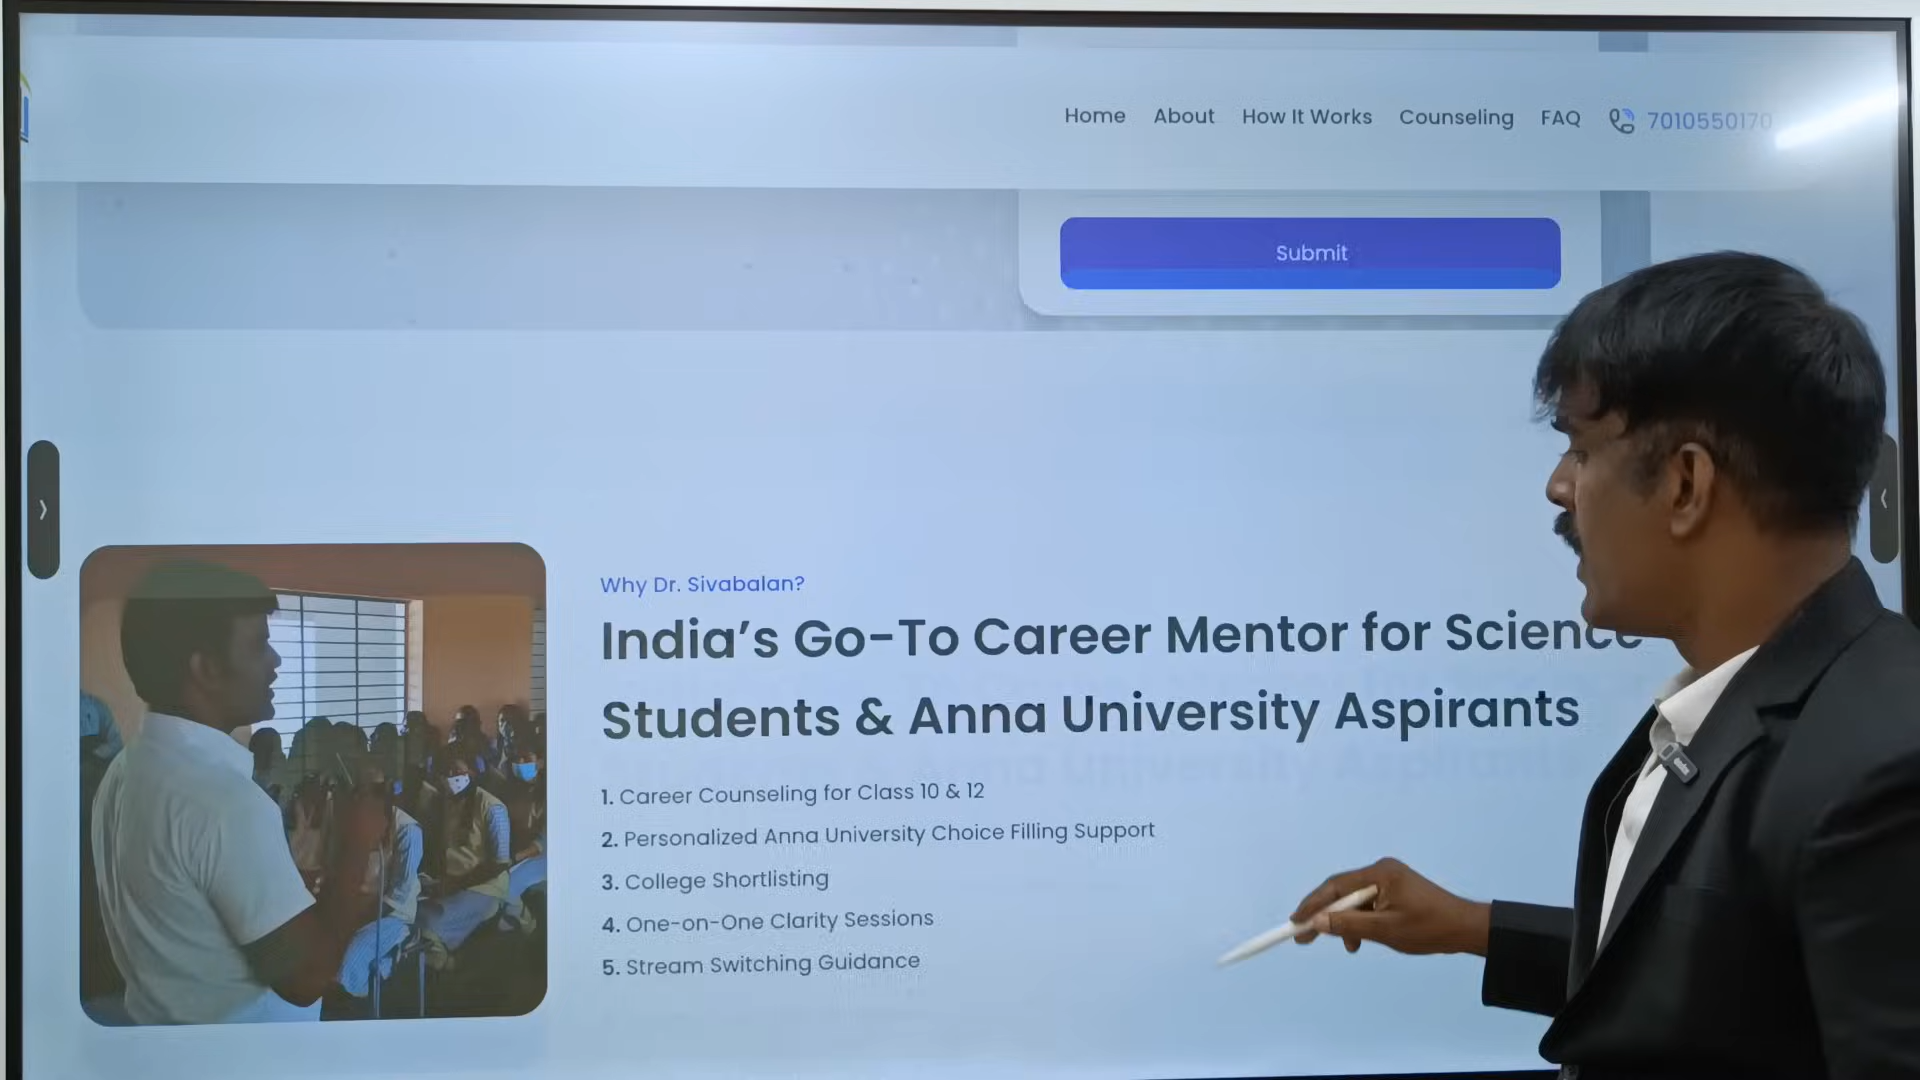 Home About How It Works Counseling FAQ 7010550170
Submit
Why Dr. Sivabalan?
India's Go-To Career Mentor for Science
Students & Anna University Aspirants
1. Career Counseling for Class 10 & 12
2. Personalized Anna University Choice Filling Support
3. College Shortlisting
4. One-on-One Clarity Sessions
5. Stream Switching Guidance